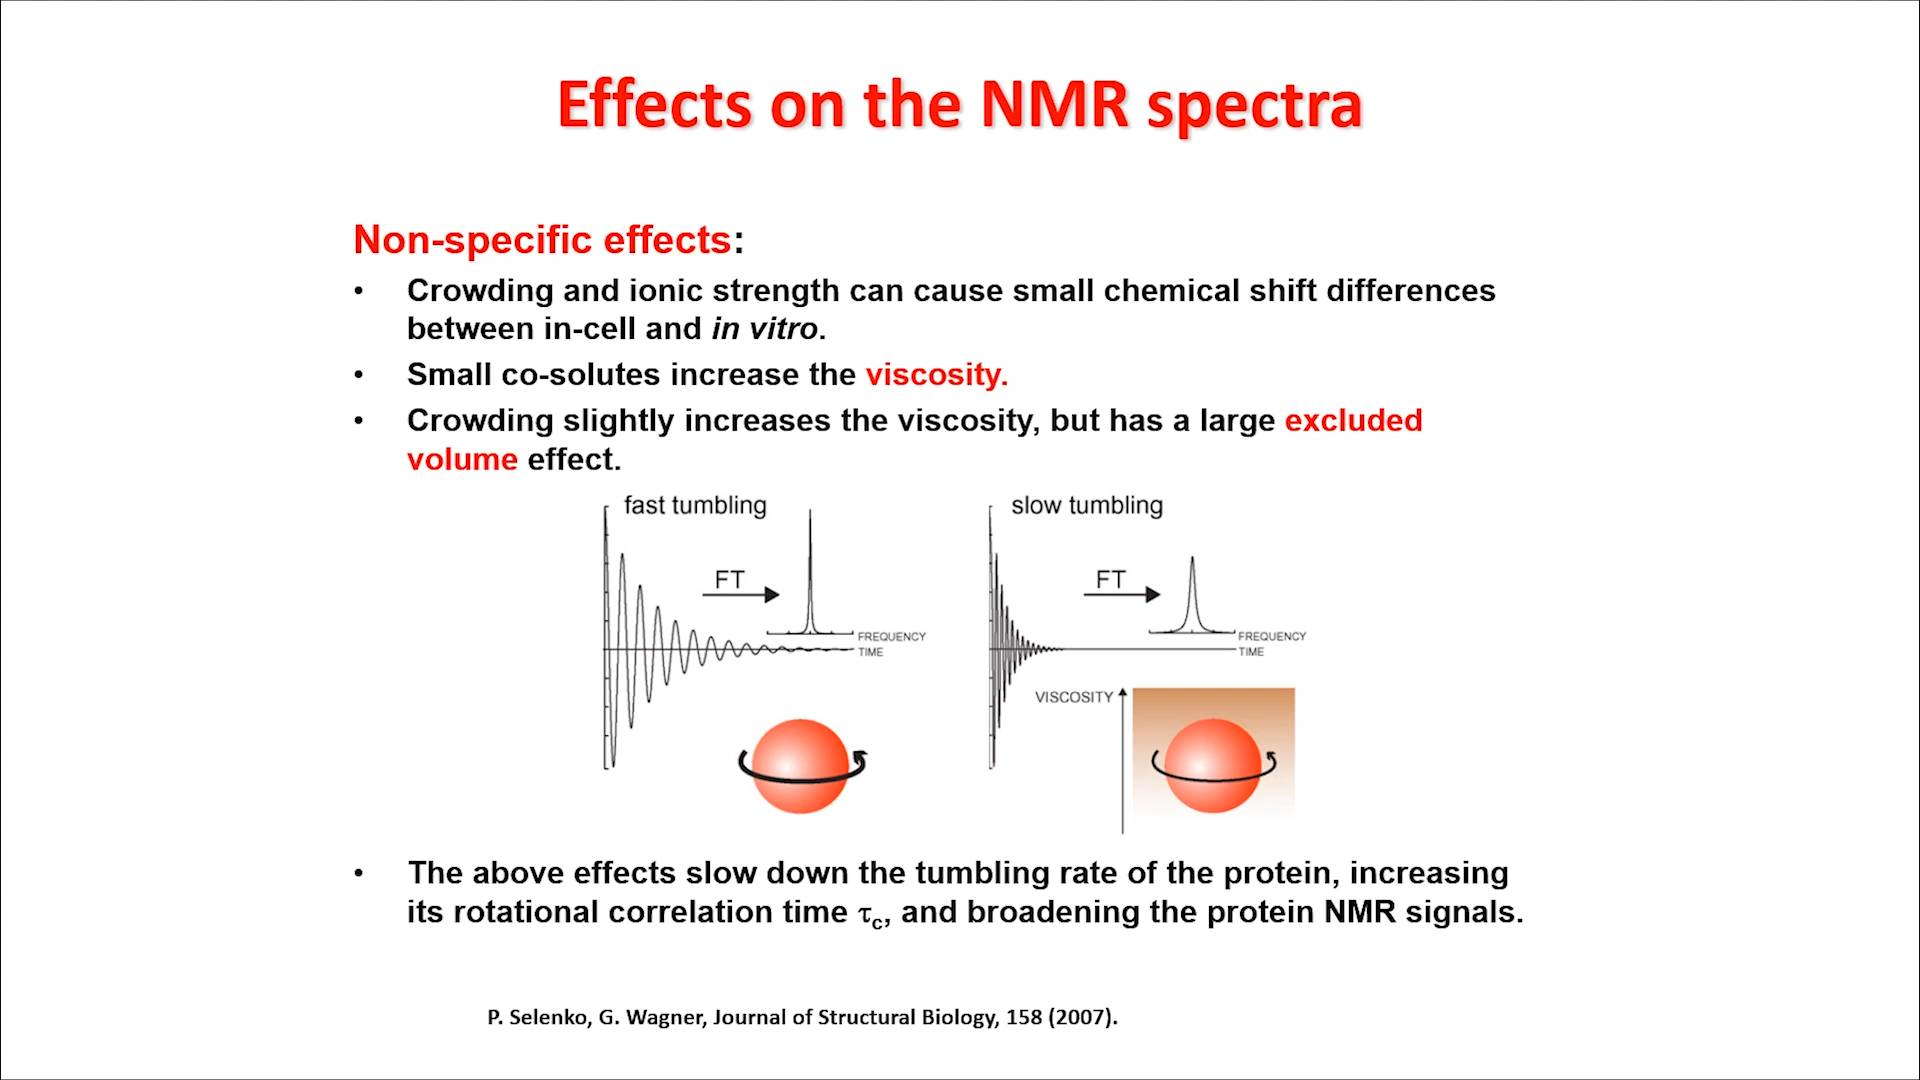 Effects on the NMR spectra
Non-specific effects:
• Crowding and ionic strength can cause small chemical shift differences
between in-cell and in vitro.
• Small co-solutes increase the viscosity.
• Crowding slightly increases the viscosity, but has a large excluded
volume effect.
fast tumbling
FT
FREQUENCY
TIME
slow tumbling
FT
FREQUENCY
TIME
VISCOSITY
• The above effects slow down the tumbling rate of the protein, increasing
its rotational correlation time τc, and broadening the protein NMR signals.
P. Selenko, G. Wagner, Journal of Structural Biology, 158 (2007).